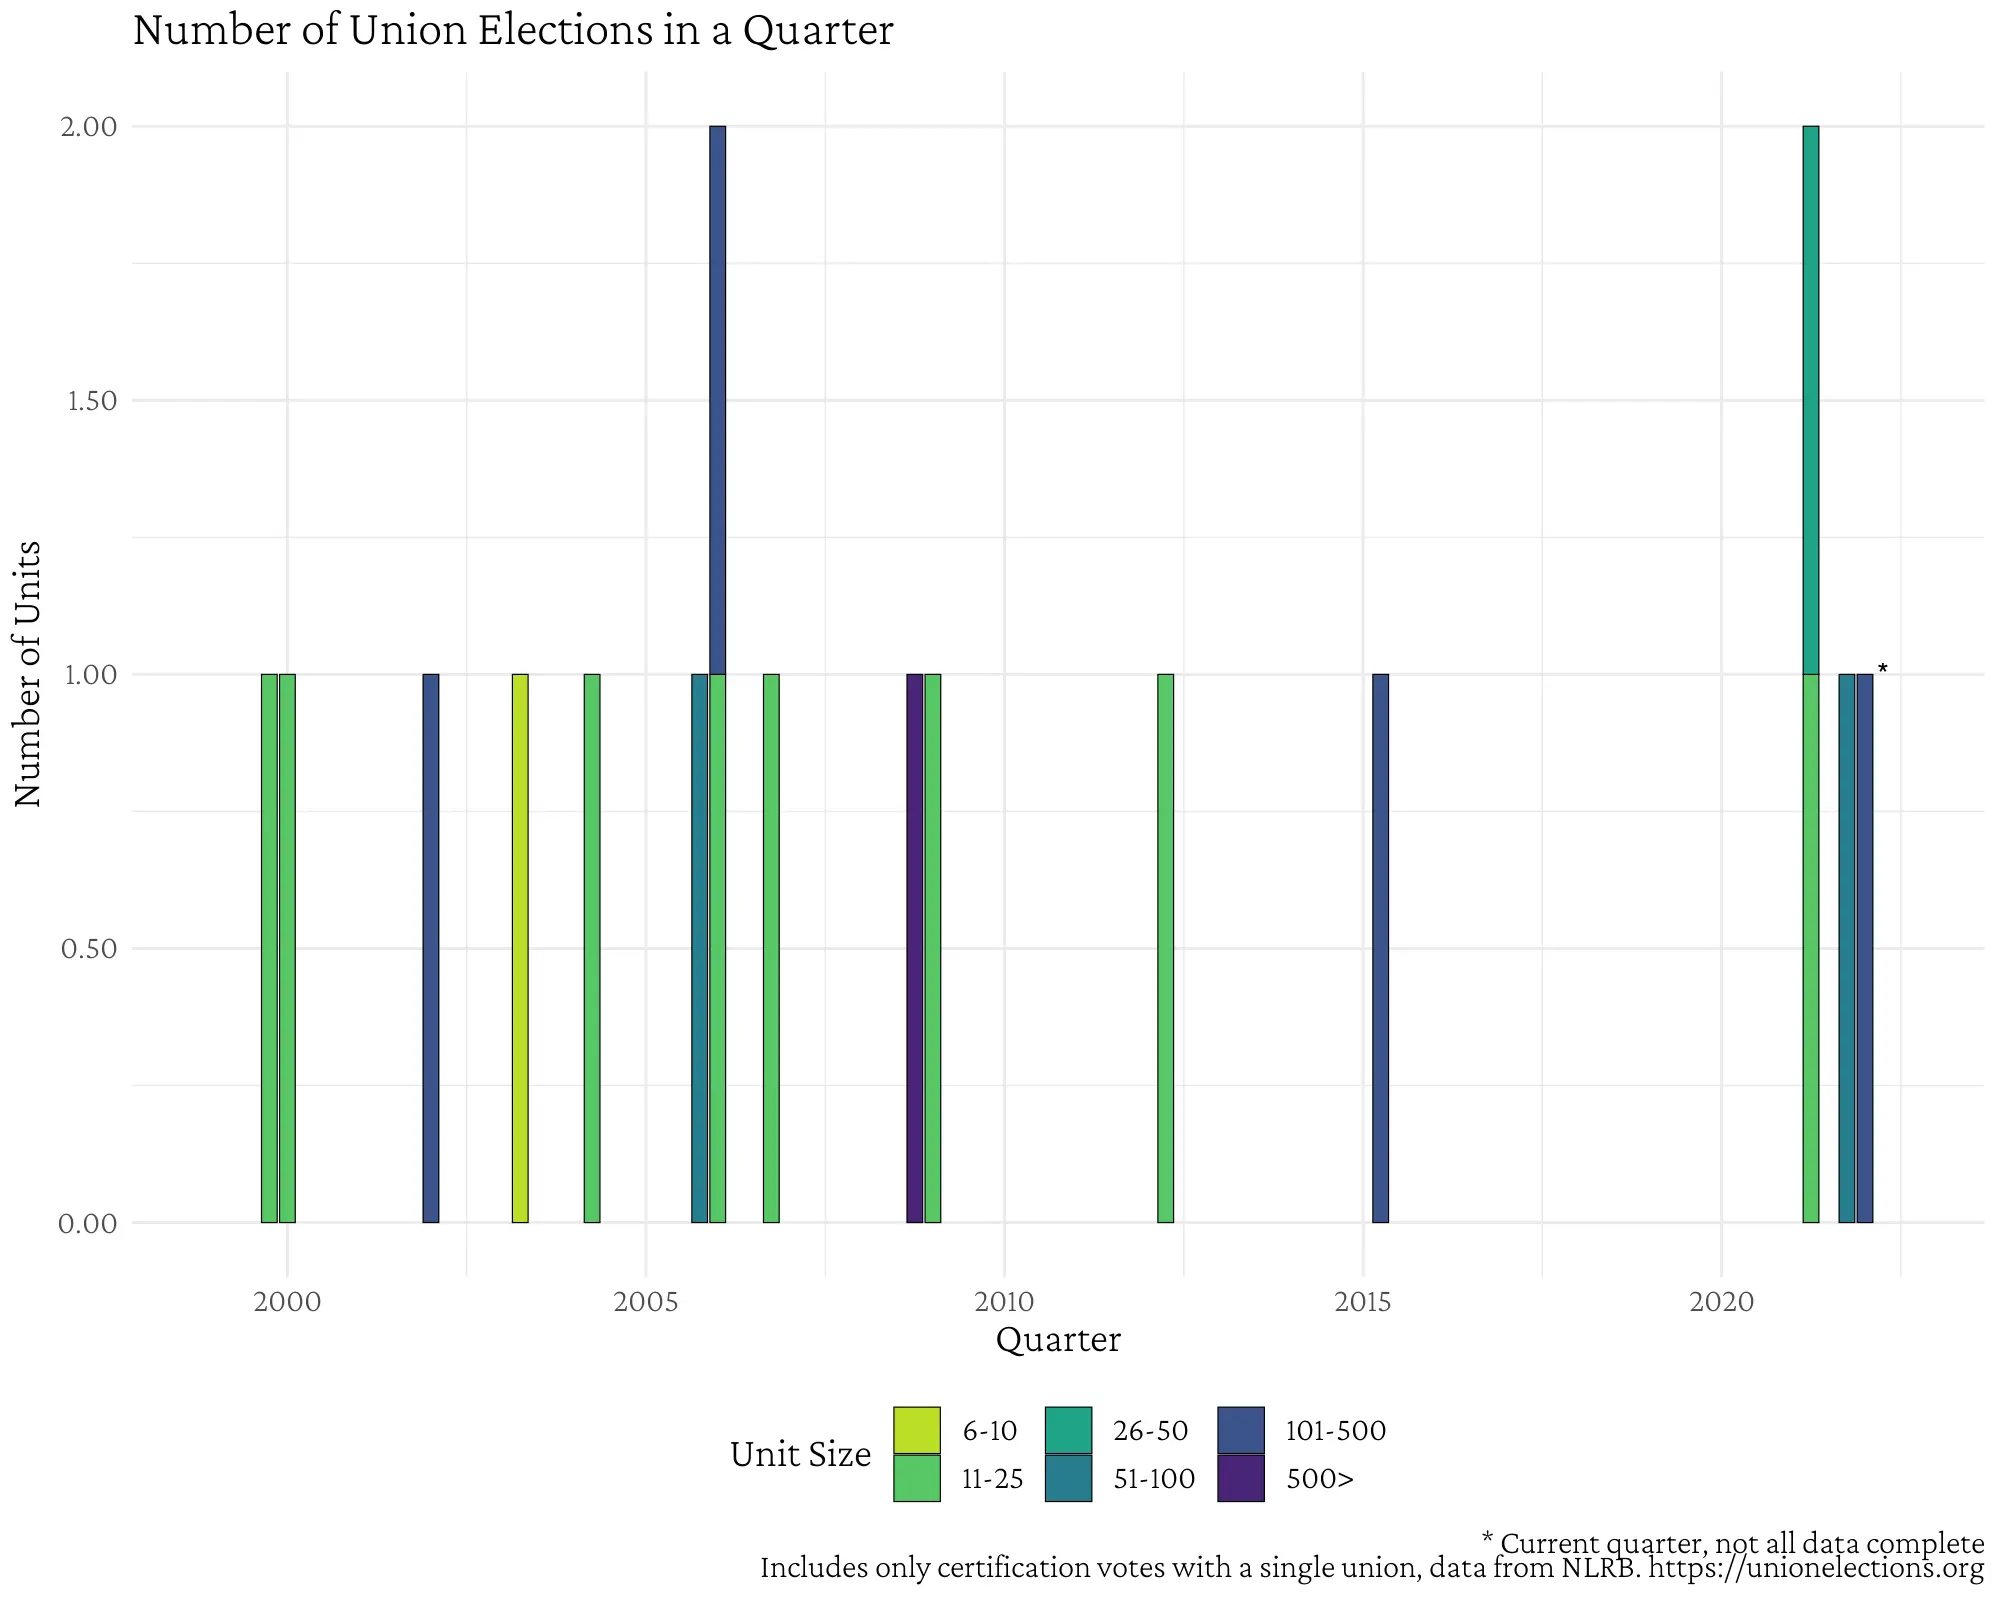 Number of Union Elections in a Quarter
Number of Units
2.00
1.50
1.00
0.50
0.00
*
2000 2005 2010 2015 2020
Quarter
Unit Size
6-10 26-50 101-500
11-25 51-100 500>
* Current quarter, not all data complete
Includes only certification votes with a single union, data from NLRB. https://unionelections.org